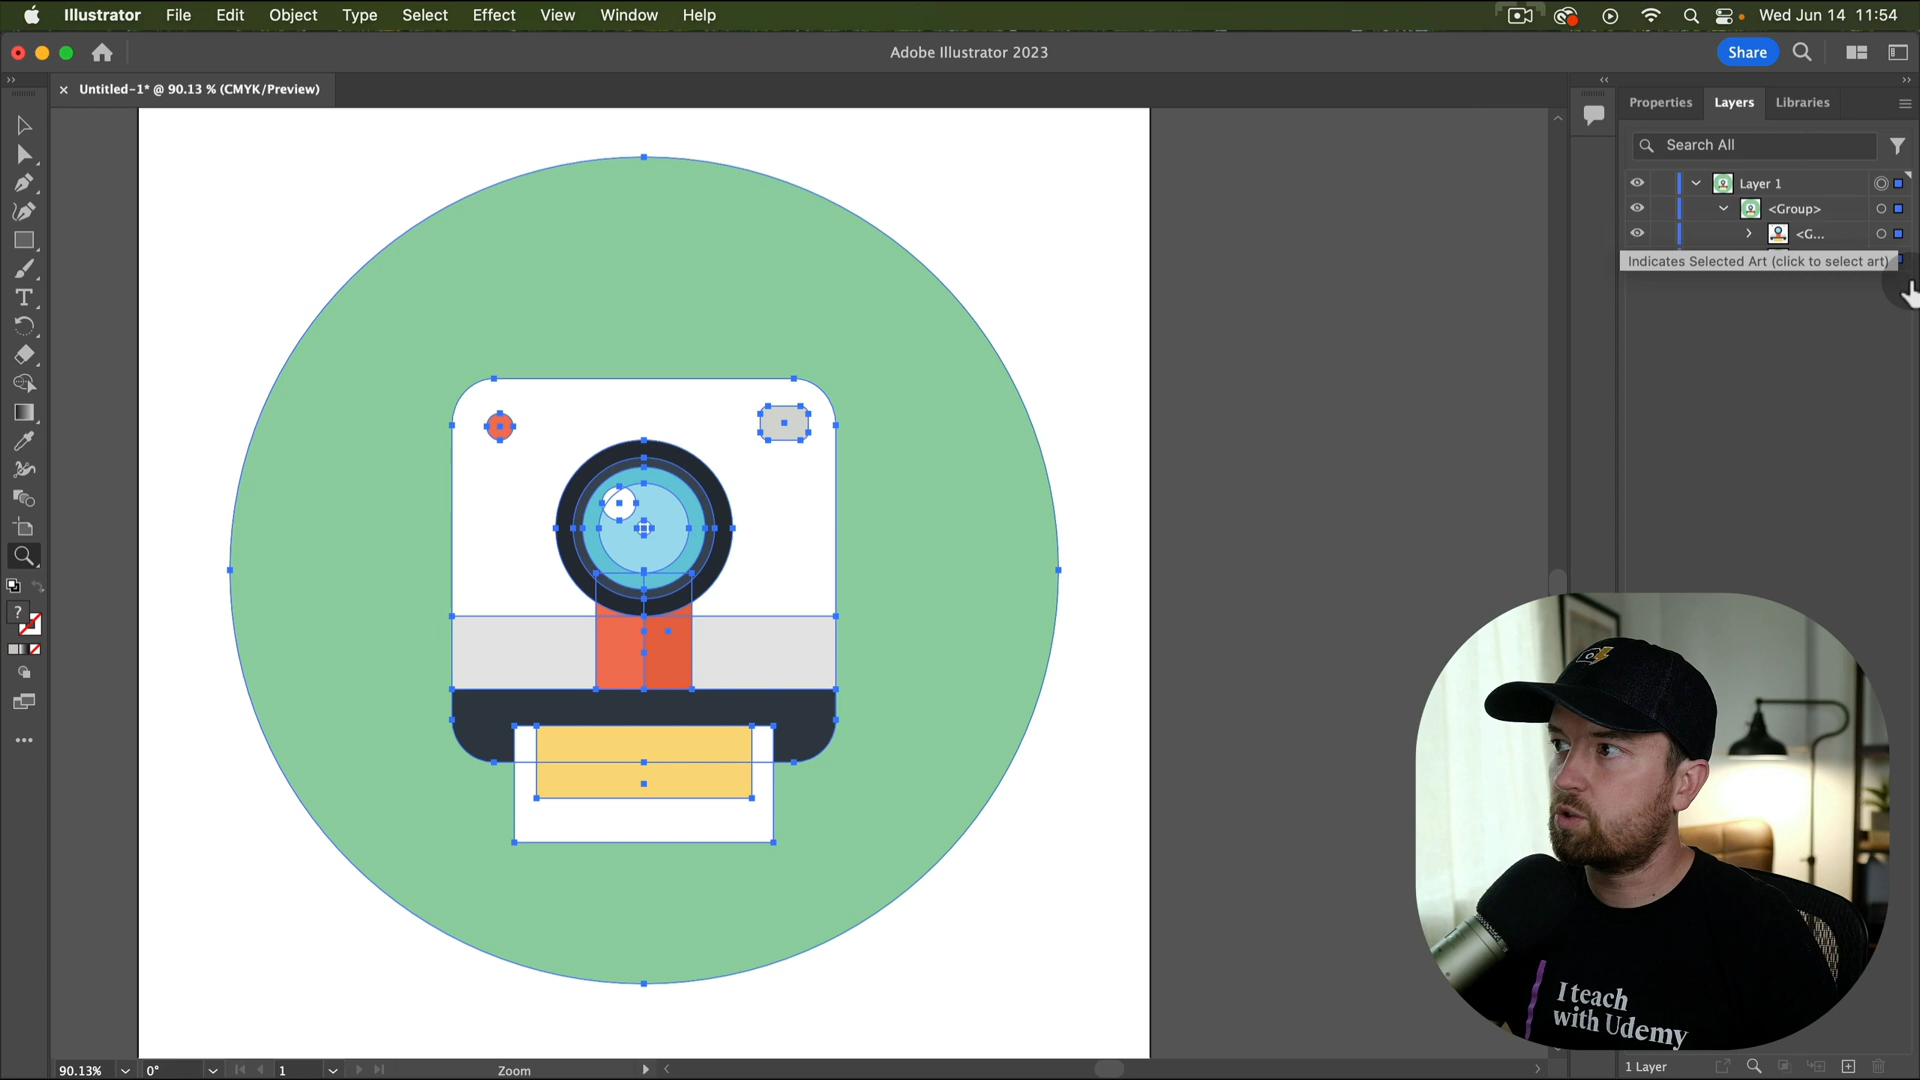 Illustrator File Edit Object Type Select Effect View Window Help
Wed Jun 14 11:54
Adobe Illustrator 2023
Share
Untitled-1* @ 90.13 % (CMYK/Preview)
Properties Layers Libraries
Search All
Layer 1
<Group>
<G...
Indicates Selected Art (click to select art)
?
I teach
with Udemy
90.13% 0° 1 Zoom
1 Layer